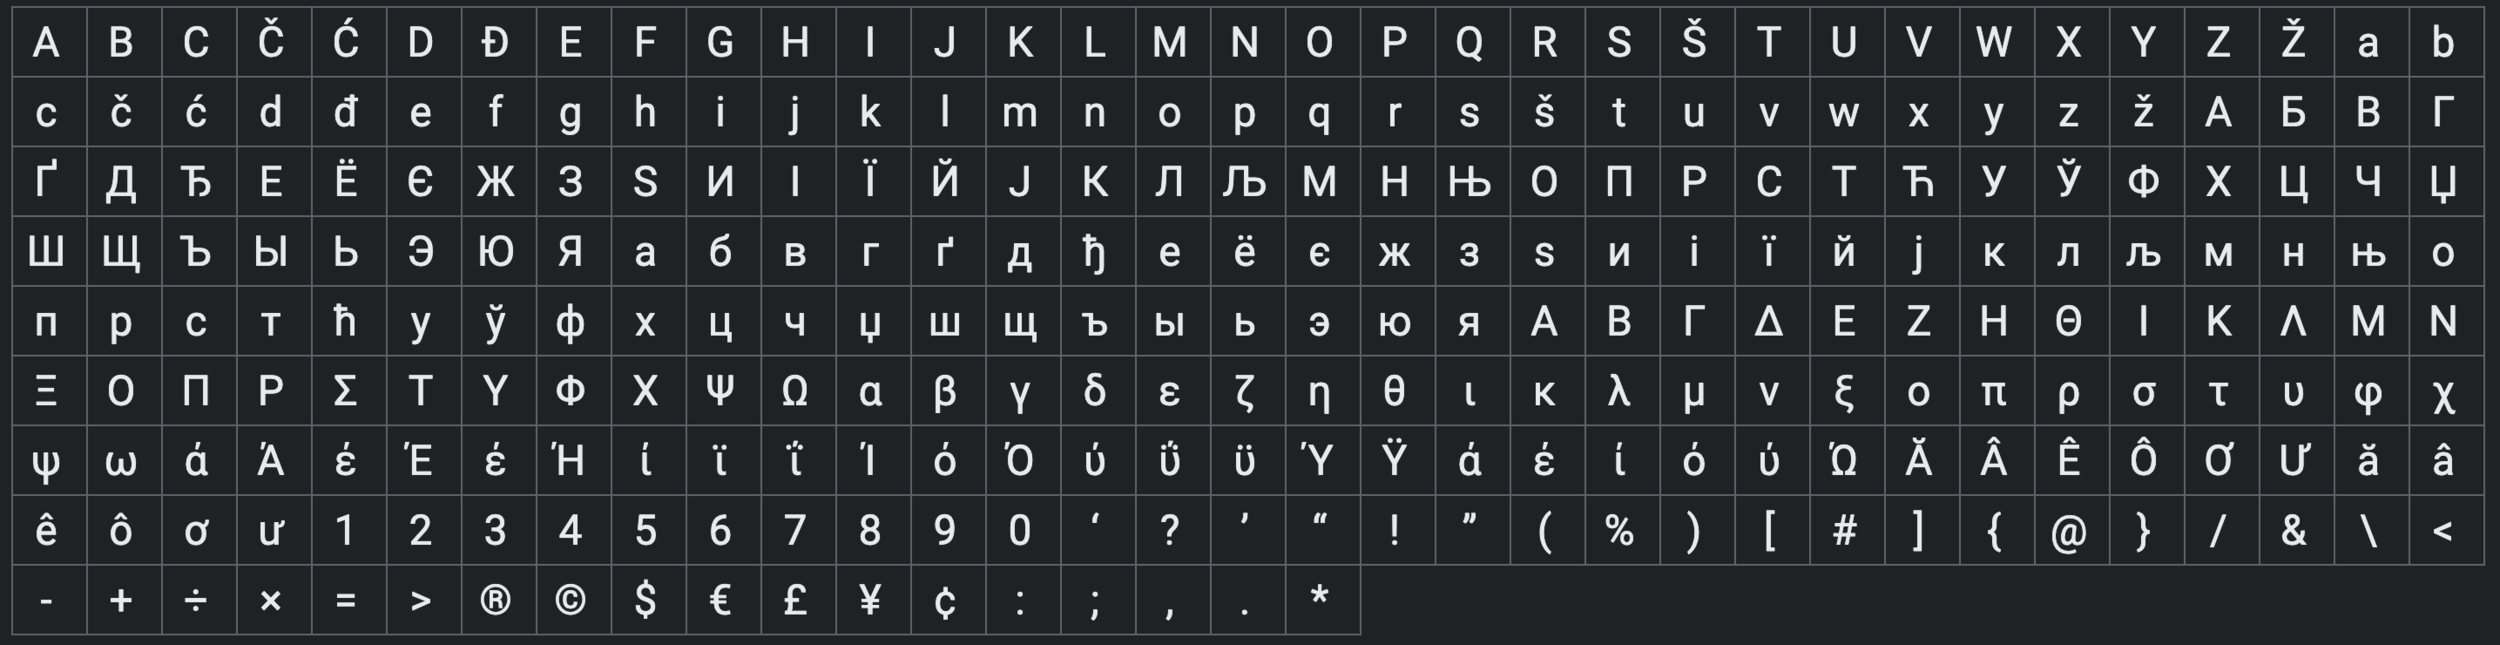 A B C Č Ć D Đ E F G H I J K L M N O P Q R S Š T U V W X Y Z Ž a b
c č ć d đ e f g h i j k l m n o p q r s š t u v w x y z ž А Б В Г
Ґ Д Ђ Е Ё Є Ж З Ѕ И І Ї Й Ј К Л Љ М Н Њ О П Р С Т Ћ У Ў Ф Х Ц Ч Џ
Ш Щ Ъ Ы Ь Э Ю Я а б в г ґ д ђ е ё є ж з ѕ и і ї й ј к л љ м н њ о
п р с т ћ у ў ф х ц ч џ ш щ ъ ы ь э ю я Α Β Γ Δ Ε Ζ Η Θ Ι Κ Λ Μ Ν
Ξ Ο Π Ρ Σ Τ Υ Φ Χ Ψ Ω α β γ δ ε ζ η θ ι κ λ μ ν ξ ο π ρ σ τ υ φ χ
ψ ω ά Ά έ Έ έ Ή ί ϊ ΐ Ί ό Ό ύ ΰ ϋ Ύ Ϋ ά έ ί ό ύ Ώ Ă Â Ê Ô Ơ Ư ă â
ê ô ơ ư 1 2 3 4 5 6 7 8 9 0 ‘ ? ’ “ ! ” ( % ) [ # ] { @ } / & \ <
- + ÷ × = > ® © $ € £ ¥ ¢ : ; , . *